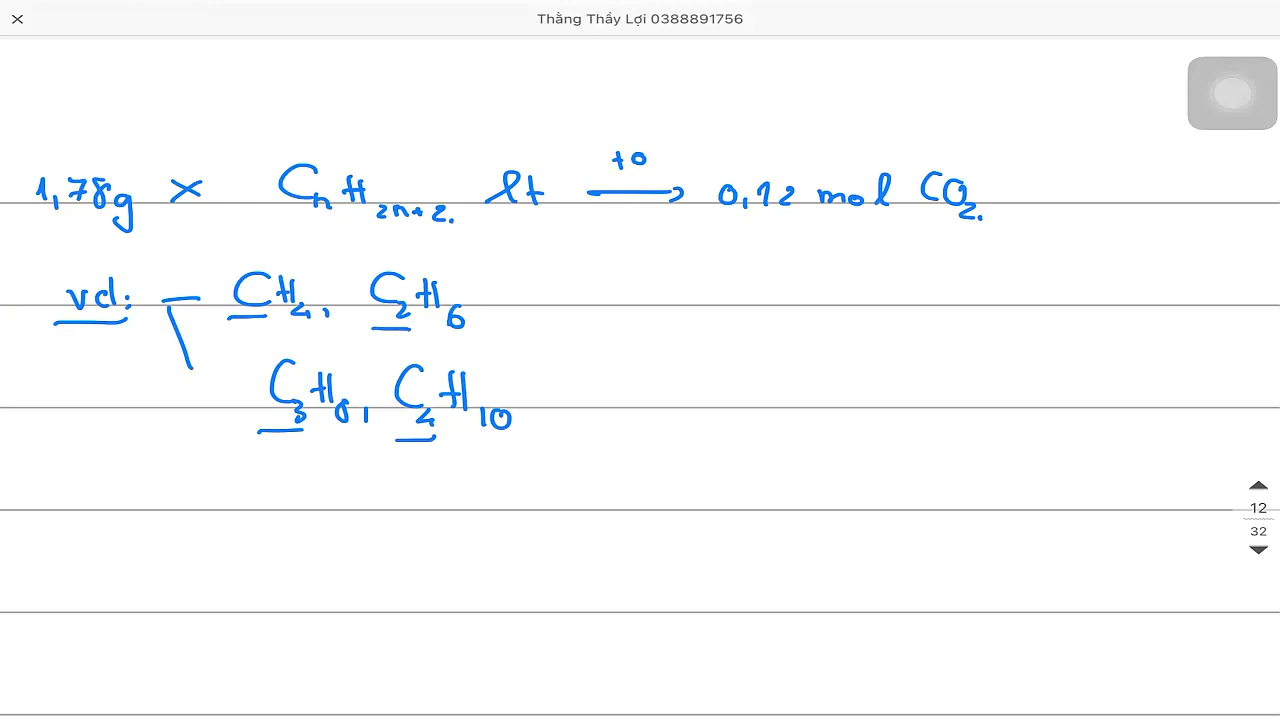 × Thằng Thầy Lợi 0388891756
+O
1,78g X CnH2n+2. lt → 0,12 mol CO2.
vd: CH4, C2H6
C3H8, C4H10
12
32